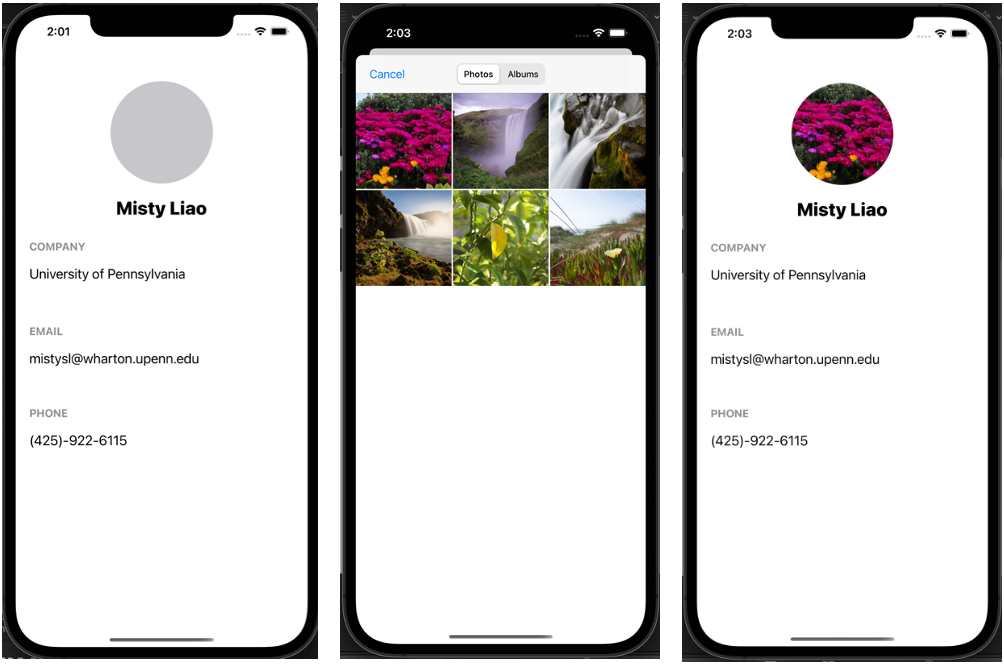 2:01
Misty Liao
COMPANY
University of Pennsylvania
EMAIL
mistysl@wharton.upenn.edu
PHONE
(425)-922-6115
2:03
Cancel
Photos
Albums
2:03
Misty Liao
COMPANY
University of Pennsylvania
EMAIL
mistysl@wharton.upenn.edu
PHONE
(425)-922-6115